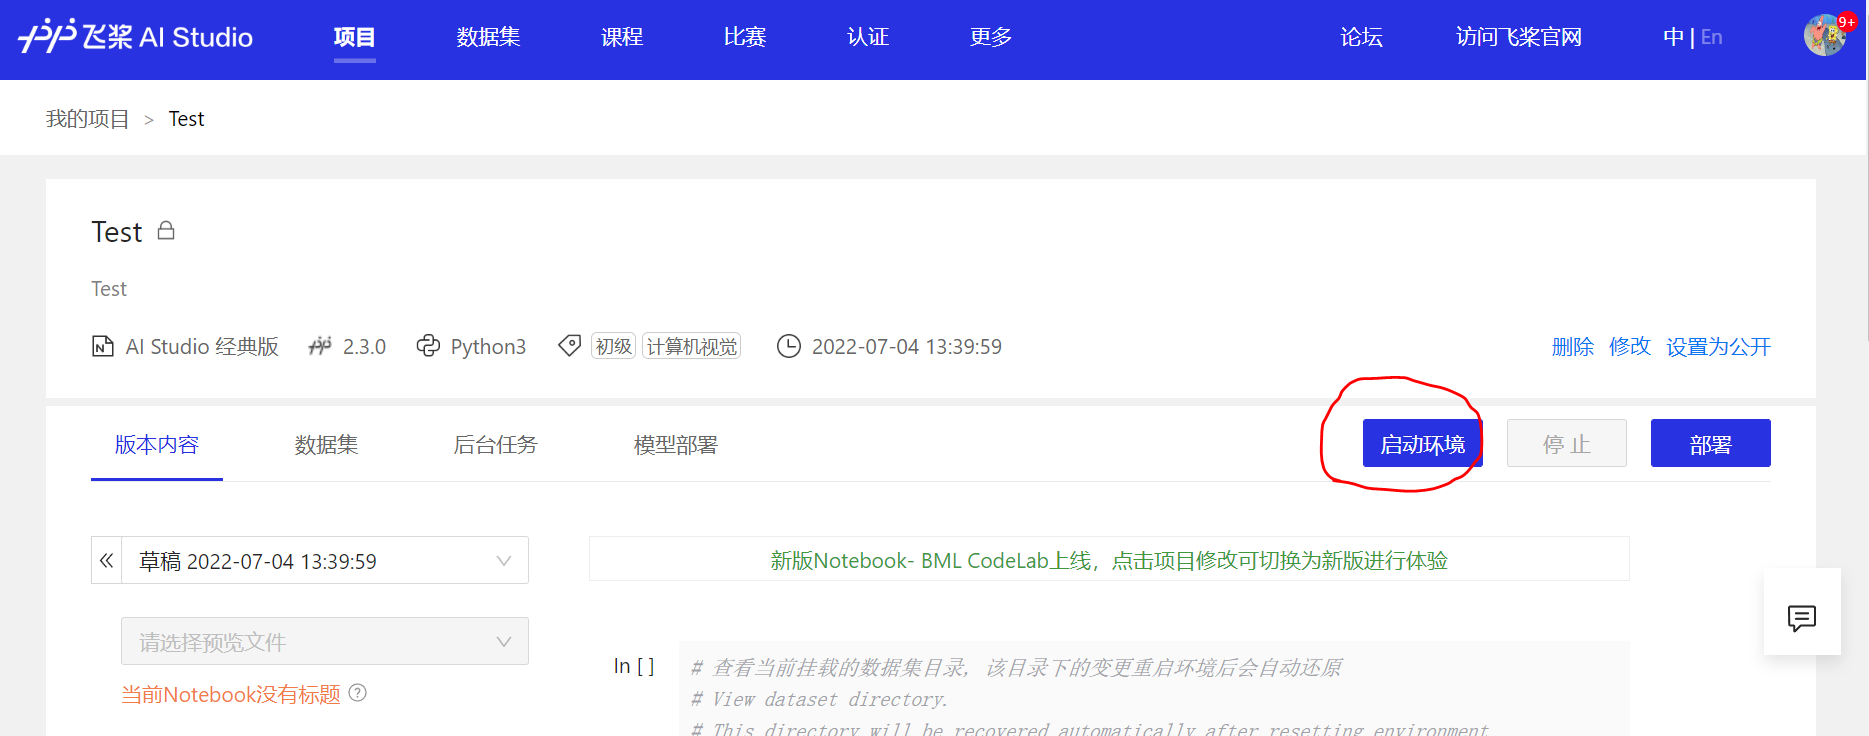 飞桨 AI Studio 项目 数据集 课程 比赛 认证 更多 论坛 访问飞桨官网 中 | En 9+
我的项目 > Test
Test
Test
AI Studio 经典版 2.3.0 Python3 初级 计算机视觉 2022-07-04 13:39:59 删除 修改 设置为公开
版本内容 数据集 后台任务 模型部署 启动环境 停止 部署
草稿 2022-07-04 13:39:59
新版Notebook- BML CodeLab上线，点击项目修改可切换为新版进行体验
请选择预览文件
当前Notebook没有标题
In [ ]
# 查看当前挂载的数据集目录, 该目录下的变更重启环境后会自动还原
# View dataset directory.
# This directory will be recovered automatically after resetting environment